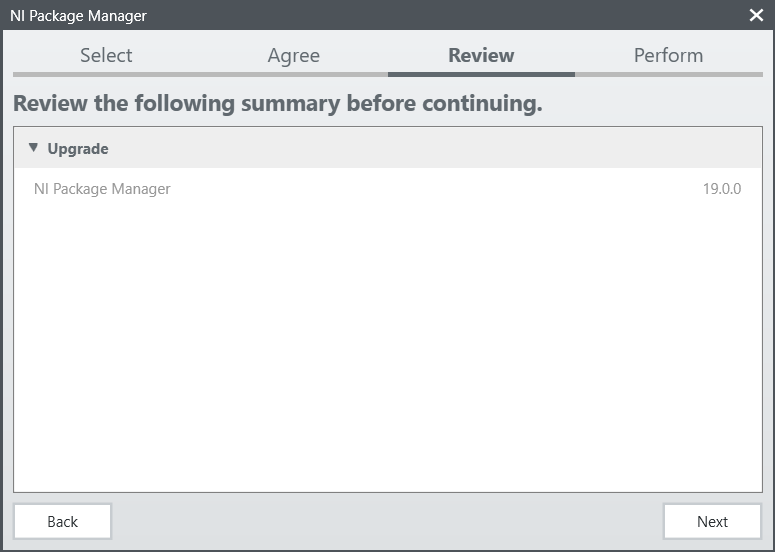 NI Package Manager
Select Agree Review Perform
Review the following summary before continuing.
Upgrade
NI Package Manager 19.0.0
Back Next